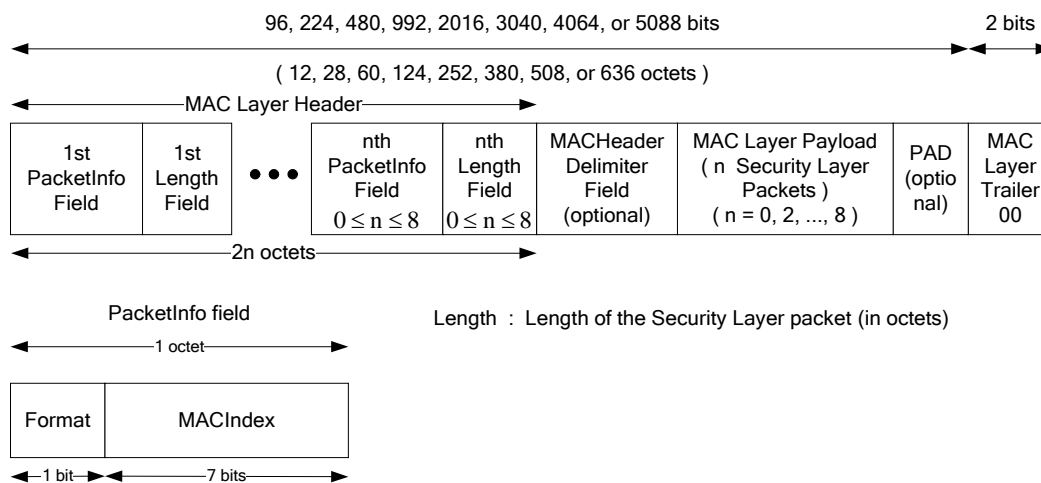 96, 224, 480, 992, 2016, 3040, 4064, or 5088 bits
2 bits
( 12, 28, 60, 124, 252, 380, 508, or 636 octets )
MAC Layer Header
1st
PacketInfo
Field
1st
Length
Field
•••
nth
PacketInfo
Field
0 ≤ n ≤ 8
nth
Length
Field
0 ≤ n ≤ 8
MACHeader
Delimiter
Field
(optional)
MAC Layer Payload
( n Security Layer
Packets )
( n = 0, 2, ..., 8 )
PAD
(optio
nal)
MAC
Layer
Trailer
00
2n octets
PacketInfo field
Length : Length of the Security Layer packet (in octets)
1 octet
Format
MACIndex
1 bit
7 bits